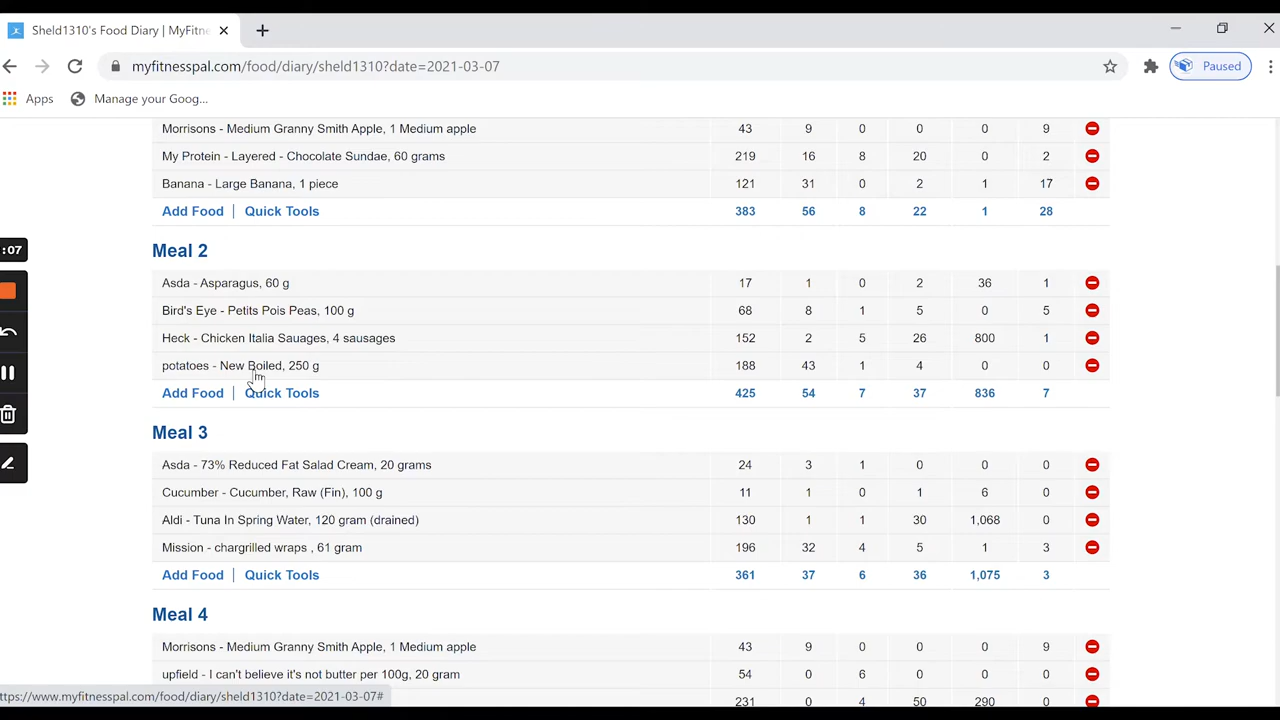 Sheld1310's Food Diary | MyFitne
myfitnesspal.com/food/diary/sheld1310?date=2021-03-07
Paused
Apps
Manage your Goog...
Morrisons - Medium Granny Smith Apple, 1 Medium apple 43 9 0 0 0 9
My Protein - Layered - Chocolate Sundae, 60 grams 219 16 8 20 0 2
Banana - Large Banana, 1 piece 121 31 0 2 1 17
Add Food | Quick Tools 383 56 8 22 1 28
:07
Meal 2
Asda - Asparagus, 60 g 17 1 0 2 36 1
Bird's Eye - Petits Pois Peas, 100 g 68 8 1 5 0 5
Heck - Chicken Italia Sauages, 4 sausages 152 2 5 26 800 1
potatoes - New Boiled, 250 g 188 43 1 4 0 0
Add Food | Quick Tools 425 54 7 37 836 7
Meal 3
Asda - 73% Reduced Fat Salad Cream, 20 grams 24 3 1 0 0 0
Cucumber - Cucumber, Raw (Fin), 100 g 11 1 0 1 6 0
Aldi - Tuna In Spring Water, 120 gram (drained) 130 1 1 30 1,068 0
Mission - chargrilled wraps , 61 gram 196 32 4 5 1 3
Add Food | Quick Tools 361 37 6 36 1,075 3
Meal 4
Morrisons - Medium Granny Smith Apple, 1 Medium apple 43 9 0 0 0 9
upfield - I can't believe it's not butter per 100g, 20 gram 54 0 6 0 0 0
231 0 4 50 290 0
ttps://www.myfitnesspal.com/food/diary/sheld1310?date=2021-03-07#